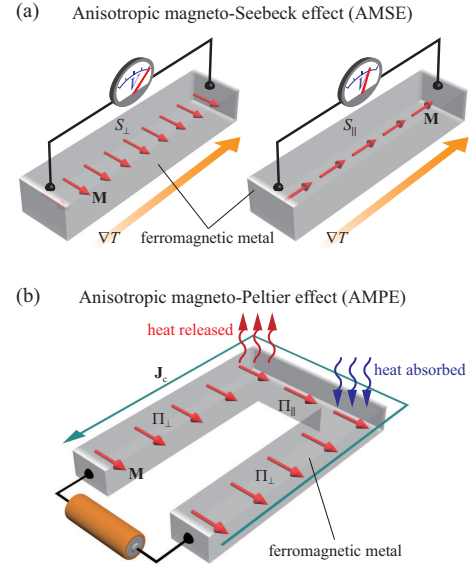 (a) Anisotropic magneto-Seebeck effect (AMSE)
V V
S⊥ S∥
M M
∇T ferromagnetic metal ∇T
(b) Anisotropic magneto-Peltier effect (AMPE)
heat released
heat absorbed
Jc
Π⊥ Π∥
M Π⊥
ferromagnetic metal